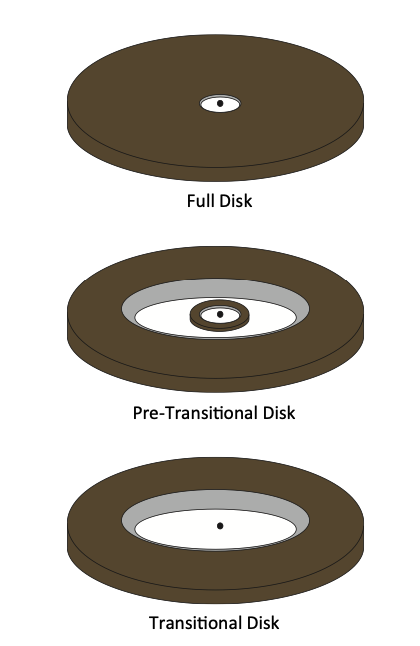 Full Disk
Pre-Transitional Disk
Transitional Disk